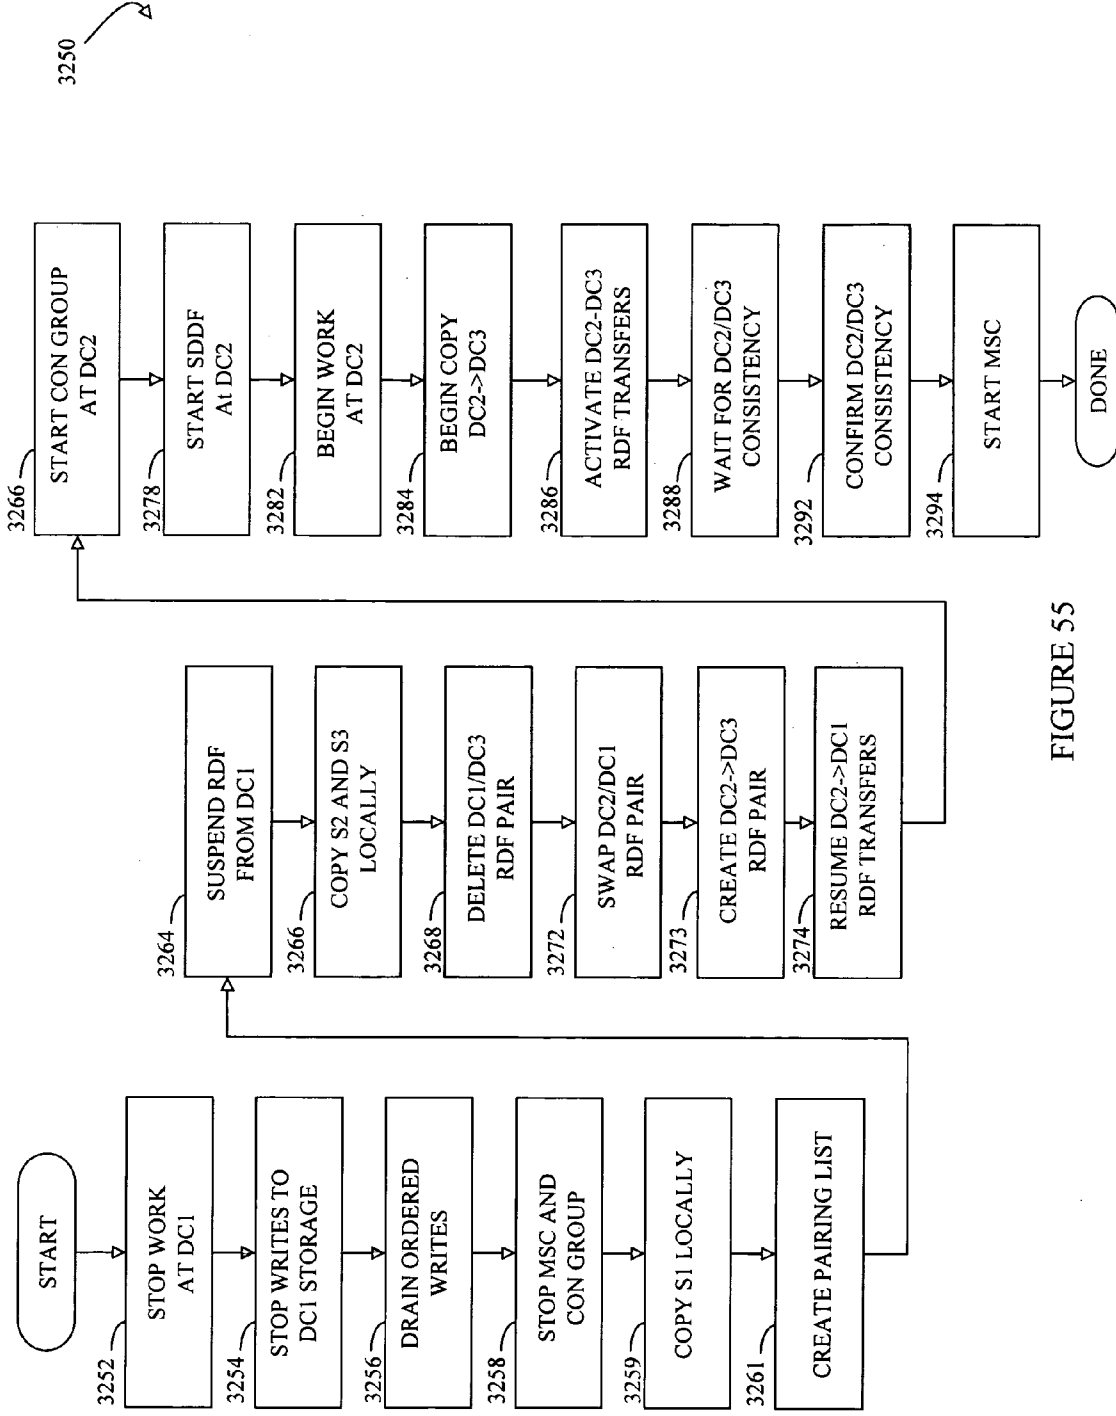 3250
START
3252
STOP WORK
AT DC1
3254
STOP WRITES TO
DC1 STORAGE
3256
DRAIN ORDERED
WRITES
3258
STOP MSC AND
CON GROUP
3259
COPY S1 LOCALLY
3261
CREATE PAIRING LIST
3264
SUSPEND RDF
FROM DC1
3266
COPY S2 AND S3
LOCALLY
3268
DELETE DC1/DC3
RDF PAIR
3272
SWAP DC2/DC1
RDF PAIR
3273
CREATE DC2->DC3
RDF PAIR
3274
RESUME DC2->DC1
RDF TRANSFERS
3266
START CON GROUP
AT DC2
3278
START SDDF
At DC2
3282
BEGIN WORK
AT DC2
3284
BEGIN COPY
DC2->DC3
3286
ACTIVATE DC2-DC3
RDF TRANSFERS
3288
WAIT FOR DC2/DC3
CONSISTENCY
3292
CONFIRM DC2/DC3
CONSISTENCY
3294
START MSC
DONE
FIGURE 55